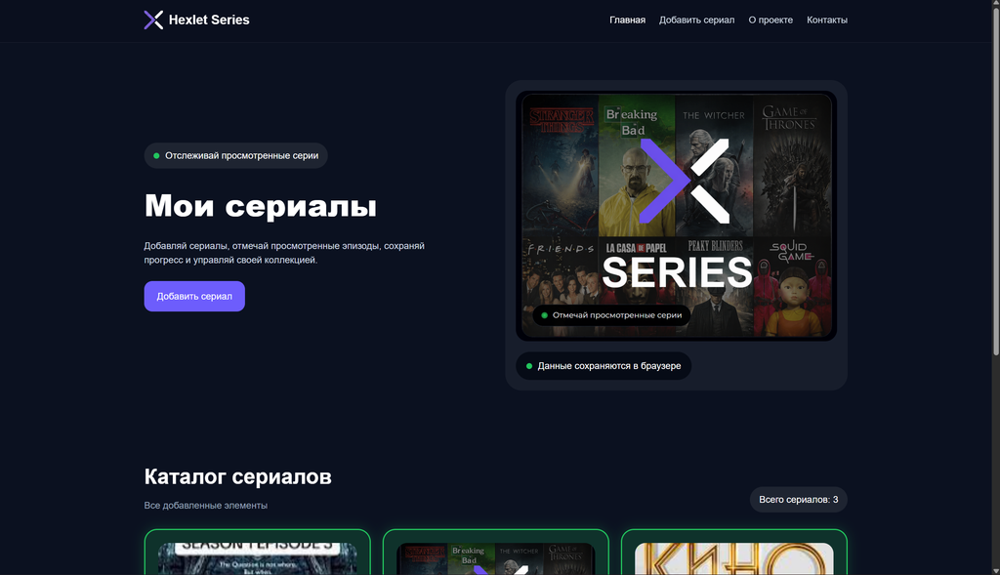 Hexlet Series
Главная
Добавить сериал
О проекте
Контакты
Отслеживай просмотренные серии
Мои сериалы
Добавляй сериалы, отмечай просмотренные эпизоды, сохраняй
прогресс и управляй своей коллекцией.
Добавить сериал
STRANGER
THINGS
Breaking
Bad
THE WITCHER
GAME OF
THRONES
FRIENDS
LA CASA DE PAPEL
PEAKY BLINDERS
SQUID
GAME
SERIES
Отмечай просмотренные серии
Данные сохраняются в браузере
Каталог сериалов
Все добавленные элементы
Всего сериалов: 3
SEASON 1 EPISODE 3
The Question is not where,
But when.
Breaking
Bad
THE WITCHER
GAME OF
THRONES
КИНО